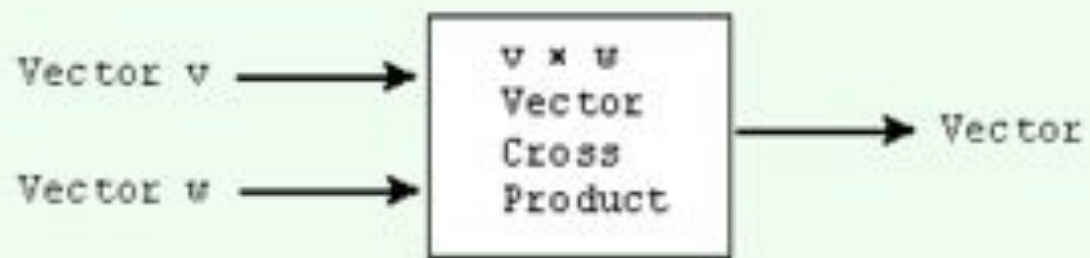 Vector v
Vector w
v × w
Vector
Cross
Product
Vector